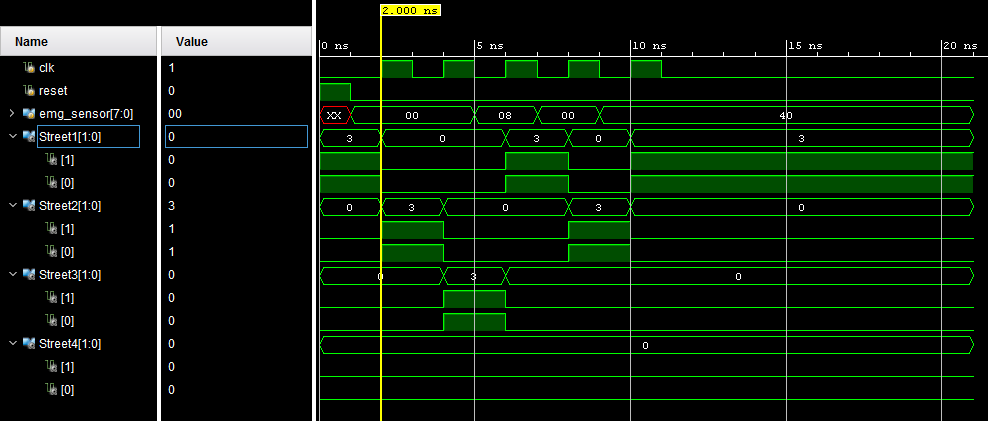 2.000 ns
Name Value
0 ns 5 ns 10 ns 15 ns 20 ns
clk 1
reset 0
emg_sensor[7:0] 00 XX 00 08 00 40
Street1[1:0] 0 3 0 3 0 3
[1] 0
[0] 0
Street2[1:0] 3 0 3 0 3 0
[1] 1
[0] 1
Street3[1:0] 0 0 3 0
[1] 0
[0] 0
Street4[1:0] 0 0
[1] 0
[0] 0